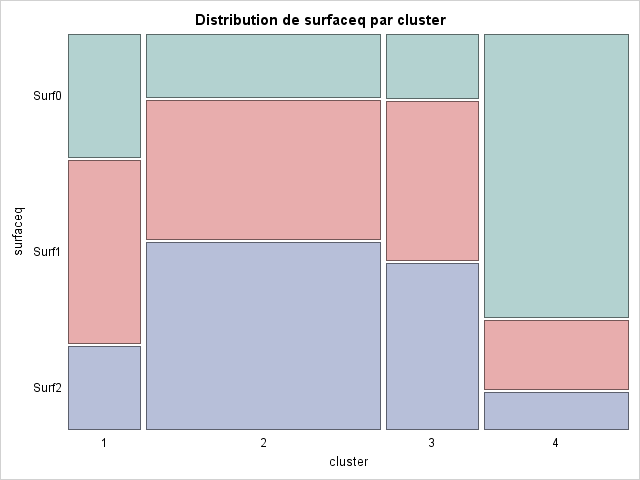 Distribution de surfaceq par cluster
Surf0
Surf1
Surf2
surfaceq
1 2 3 4
cluster